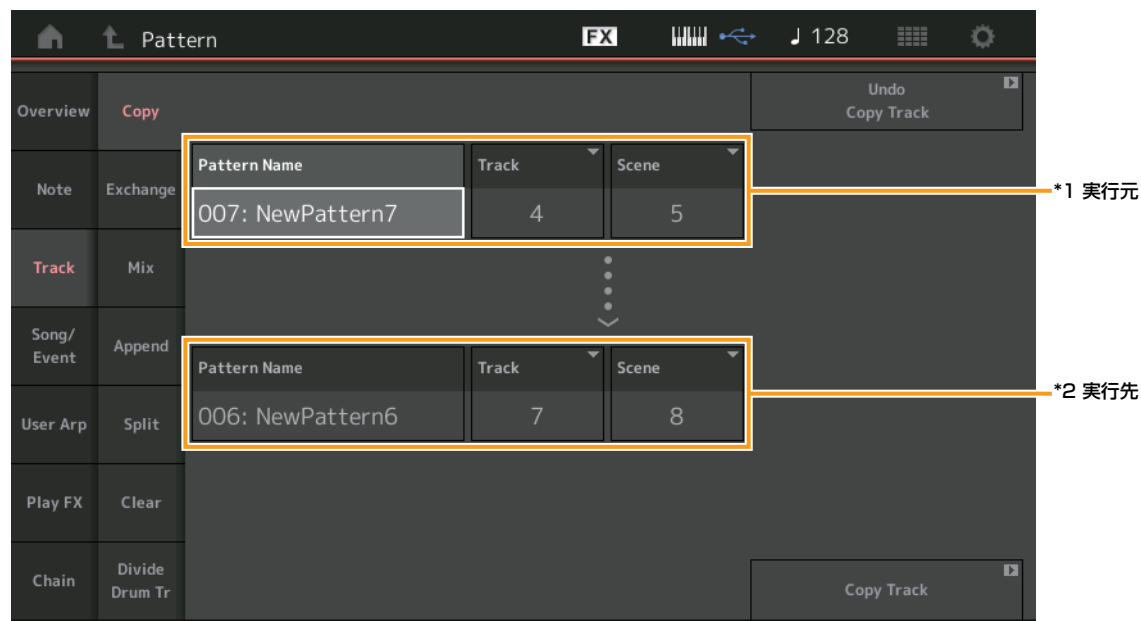 Pattern
FX
♩ 128
Overview
Note
Track
Song/
Event
User Arp
Play FX
Chain
Copy
Exchange
Mix
Append
Split
Clear
Divide
Drum Tr
Undo
Copy Track
Pattern Name
Track
Scene
007: NewPattern7
4
5
*1 実行元
Pattern Name
Track
Scene
006: NewPattern6
7
8
*2 実行先
Copy Track